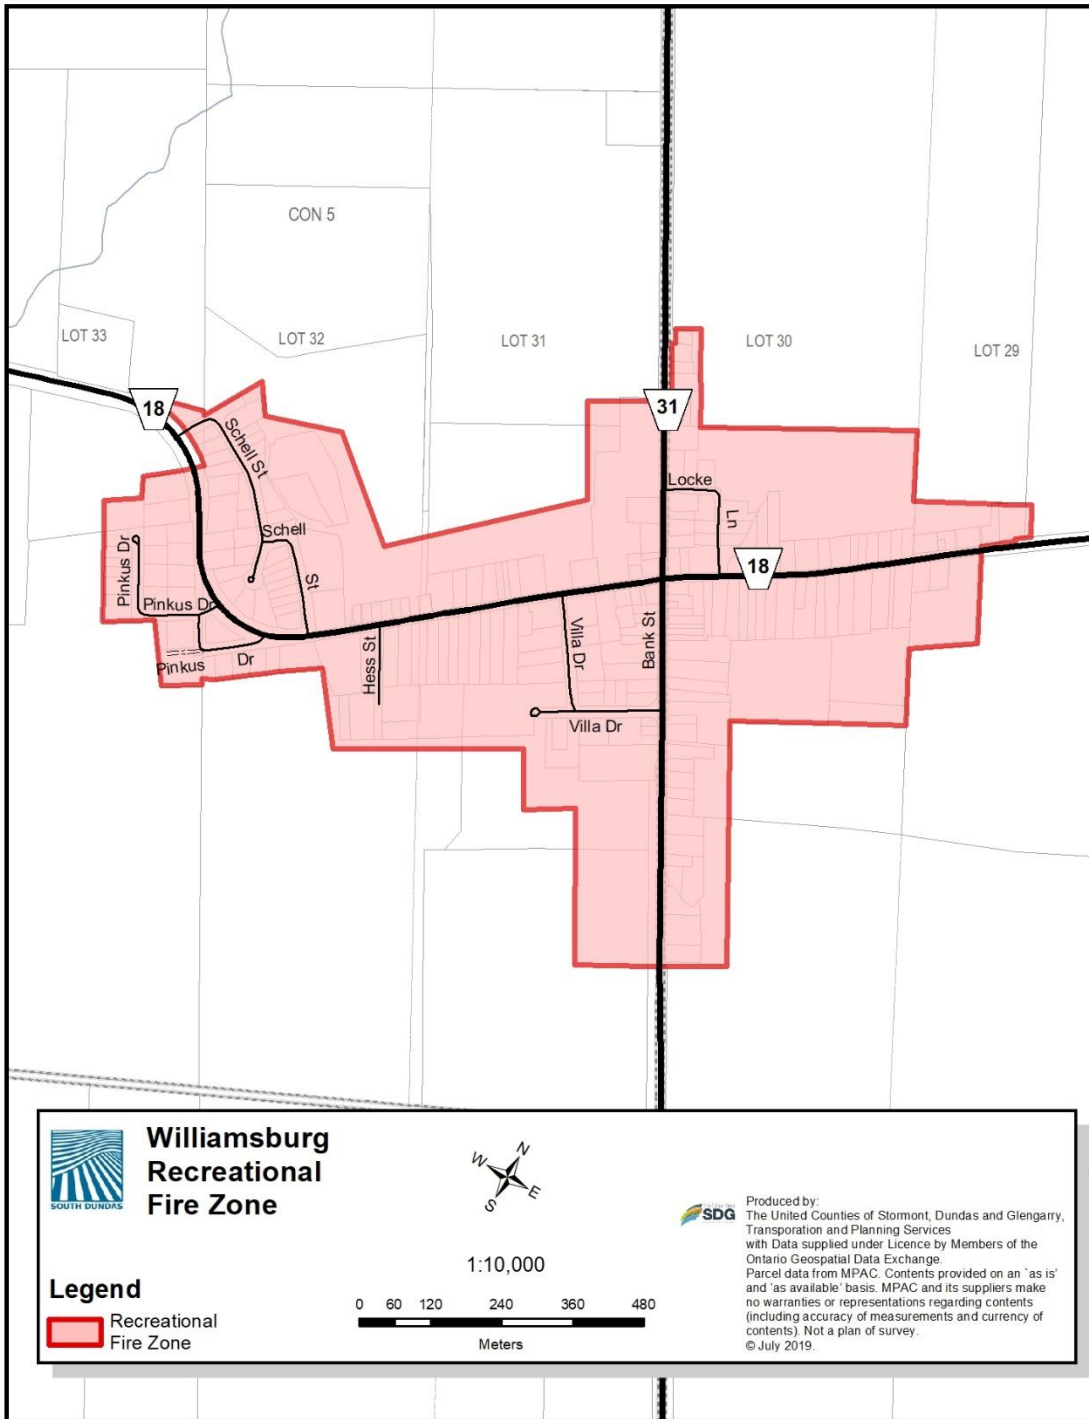 CON 5
LOT 33
LOT 32
LOT 31
LOT 30
LOT 29
18
31
Schell St
Locke
Ln
Schell
St
18
Pinkus Dr
Pinkus Dr
Pinkus
Dr
Hess St
Villa Dr
Bank St
Villa Dr
Williamsburg
Recreational
Fire Zone
SOUTH DUNDAS
N
W
E
S
1:10,000
0 60 120 240 360 480
Meters
Legend
Recreational
Fire Zone
SDG
Produced by:
The United Counties of Stormont, Dundas and Glengarry,
Transporation and Planning Services
with Data supplied under Licence by Members of the
Ontario Geospatial Data Exchange.
Parcel data from MPAC. Contents provided on an `as is'
and 'as available' basis. MPAC and its suppliers make
no warranties or representations regarding contents
(including accuracy of measurements and currency of
contents). Not a plan of survey.
© July 2019.